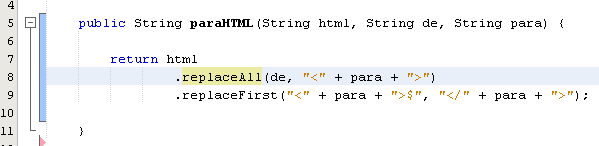 4
5 public String paraHTML(String html, String de, String para) {
6
7 return html
8 .replaceAll(de, "<" + para + ">")
9 .replaceFirst("<" + para + ">$", "</" + para + ">");
10
11 }